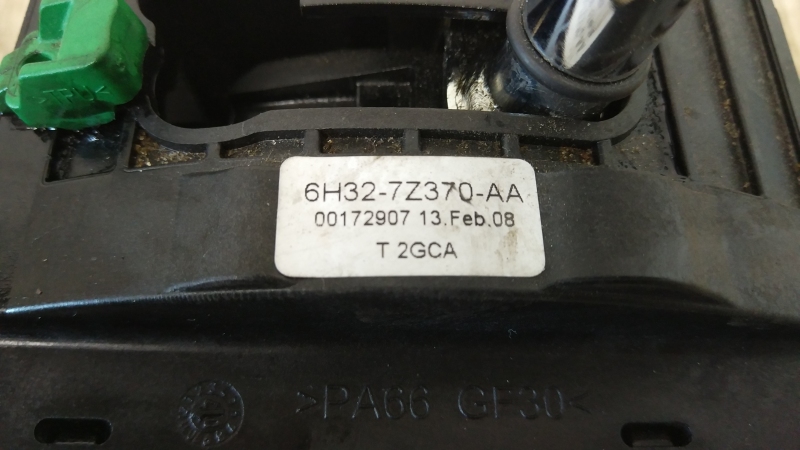 6H32-7Z370-AA
00172907 13.Feb.08
T 2GCA
>PA66 GF30<